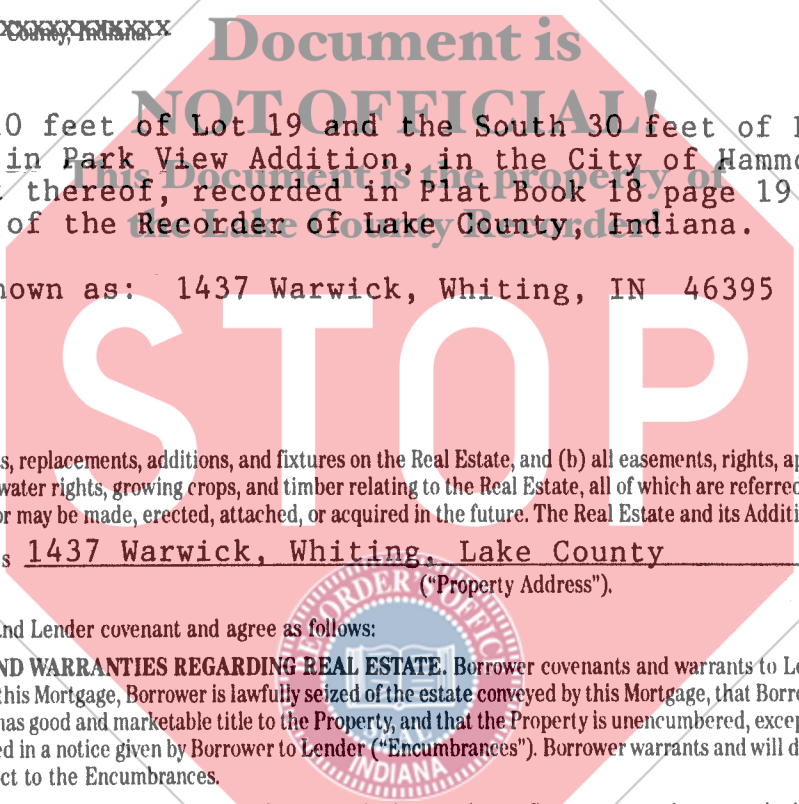 County, Indiana.
Document is
NOT OFFICIAL!
This Document is the property of
the Lake County Recorder!
0 feet of Lot 19 and the South 30 feet of
in Park View Addition, in the City of Hammo
thereof, recorded in Plat Book 18 page 19
of the Recorder of Lake County, Indiana.
nown as: 1437 Warwick, Whiting, IN 46395
STOP
s, replacements, additions, and fixtures on the Real Estate, and (b) all easements, rights, ap
water rights, growing crops, and timber relating to the Real Estate, all of which are referred
or may be made, erected, attached, or acquired in the future. The Real Estate and its Additi
s 1437 Warwick, Whiting, Lake County
("Property Address").
and Lender covenant and agree as follows:
ND WARRANTIES REGARDING REAL ESTATE. Borrower covenants and warrants to Le
this Mortgage, Borrower is lawfully seized of the estate conveyed by this Mortgage, that Borro
has good and marketable title to the Property, and that the Property is unencumbered, excep
ed in a notice given by Borrower to Lender ("Encumbrances"). Borrower warrants and will d
ct to the Encumbrances.
RECORDER'S OFFICE
SEAL
INDIANA